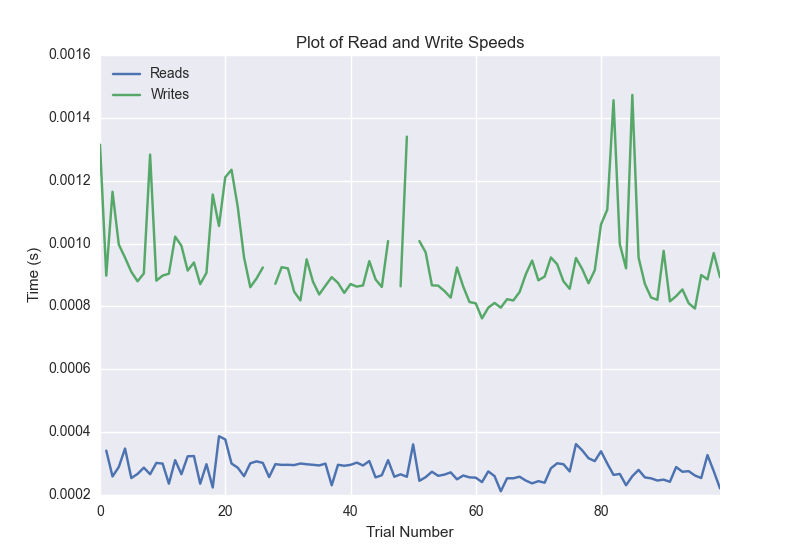 Plot of Read and Write Speeds
0.0016
0.0014
0.0012
0.0010
0.0008
0.0006
0.0004
0.0002
Time (s)
Reads
Writes
0
20
40
60
80
Trial Number